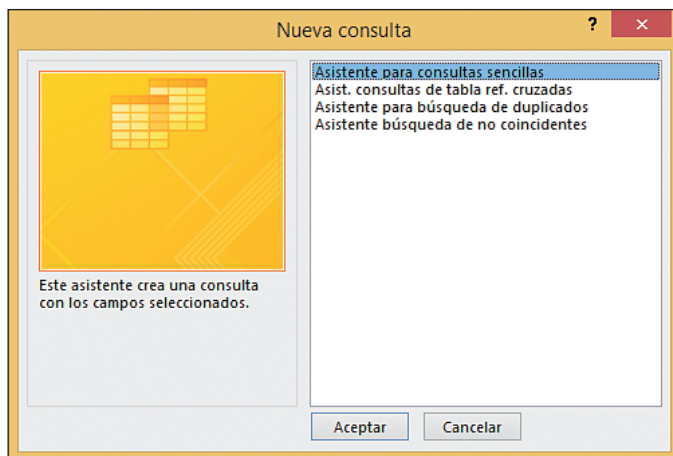 Nueva consulta
?
Asistente para consultas sencillas
Asist. consultas de tabla ref. cruzadas
Asistente para búsqueda de duplicados
Asistente búsqueda de no coincidentes
Este asistente crea una consulta
con los campos seleccionados.
Aceptar
Cancelar